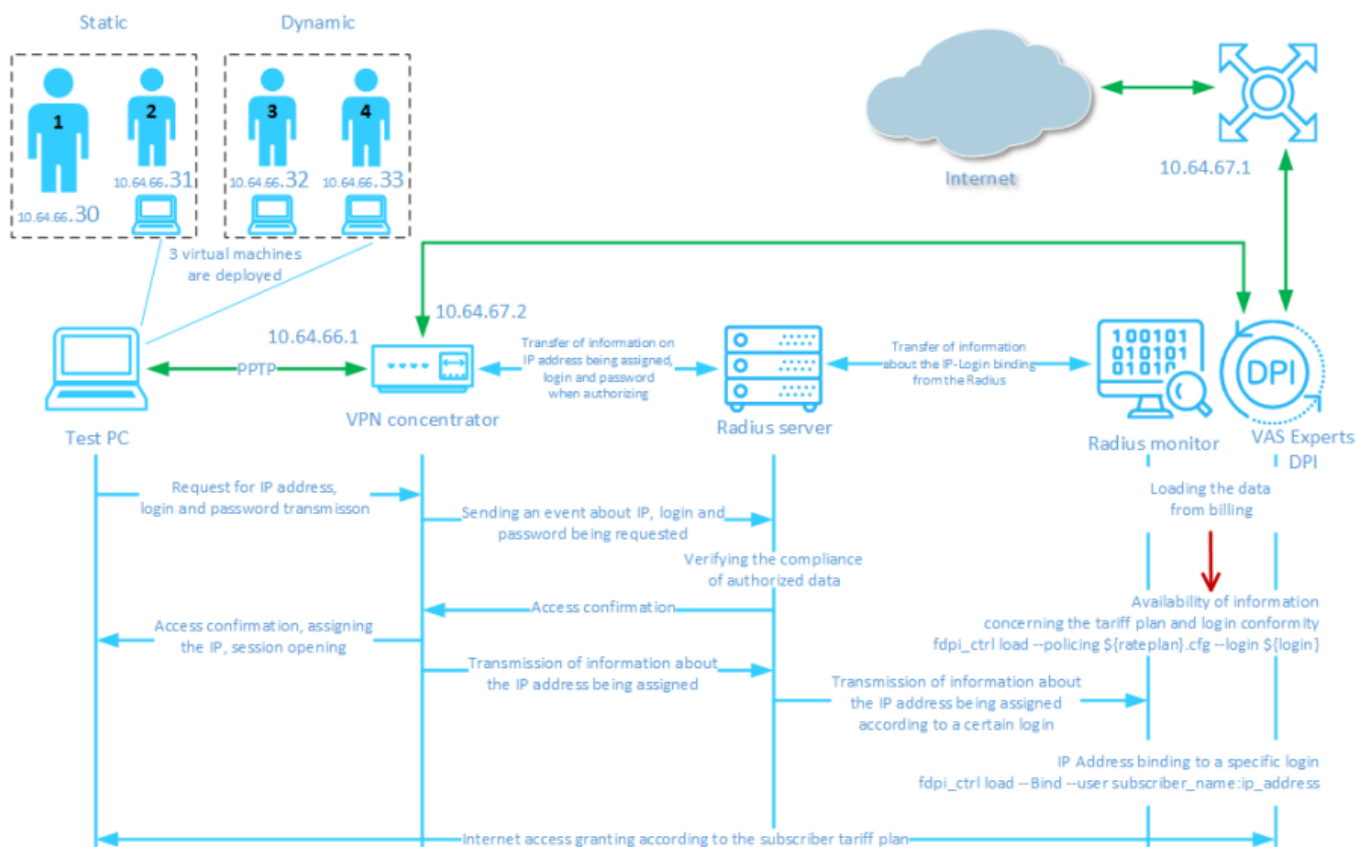 Static
Dynamic
1
2
3
4
10.64.66.30
10.64.66.31
10.64.66.32
10.64.66.33
3 virtual machines
are deployed
Internet
10.64.67.1
10.64.66.1
10.64.67.2
PPTP
Transfer of information on
IP address being assigned,
login and password
when authorizing
Transfer of information
about the IP-Login binding
from the Radius
100101
010101
01010
DPI
Test PC
VPN concentrator
Radius server
Radius monitor
VAS Experts
DPI
Request for IP address,
login and password transmisson
Sending an event about IP, login and
password being requested
Loading the data
from billing
Verifying the compliance
of authorized data
Access confirmation
Access confirmation, assigning
the IP, session opening
Availability of information
concerning the tariff plan and login conformity
fdpi_ctrl load --policing ${rateplan}.cfg --login ${login}
Transmission of information about
the IP address being assigned
Transmission of information about
the IP address being assigned
according to a certain login
IP Address binding to a specific login
fdpi_ctrl load --Bind --user subscriber_name:ip_address
Internet access granting according to the subscriber tariff plan